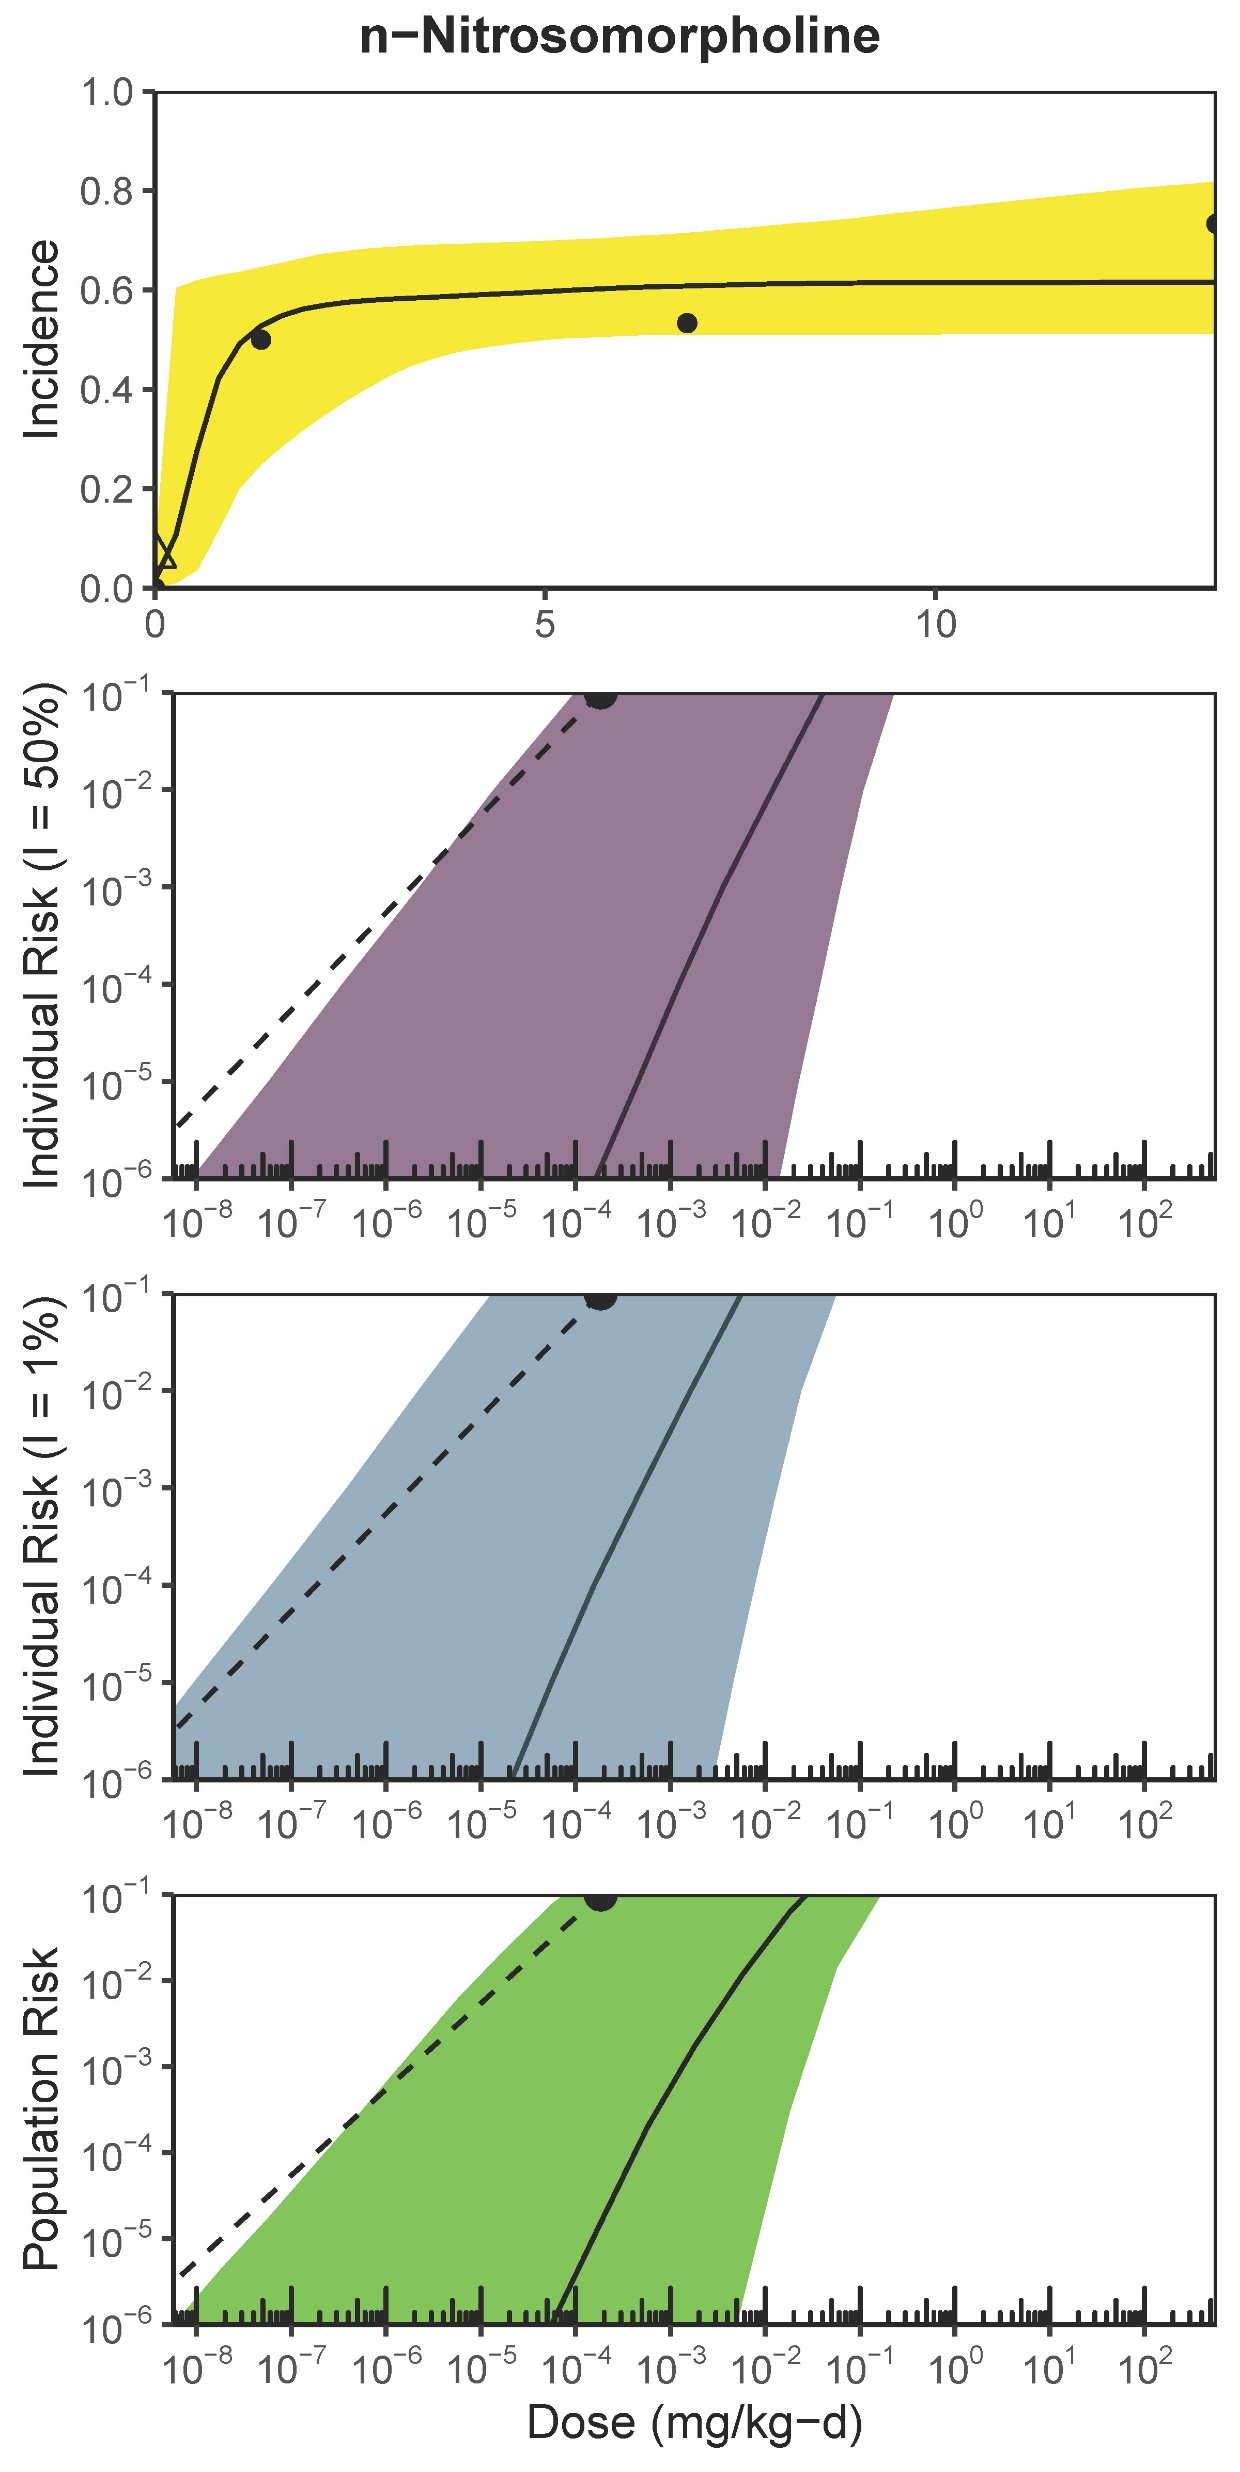 n−Nitrosomorpholine
Incidence
1.0
0.8
0.6
0.4
0.2
0.0
0 5 10
Individual Risk (I = 50%)
10⁻¹
10⁻²
10⁻³
10⁻⁴
10⁻⁵
10⁻⁶
10⁻⁸ 10⁻⁷ 10⁻⁶ 10⁻⁵ 10⁻⁴ 10⁻³ 10⁻² 10⁻¹ 10⁰ 10¹ 10²
Individual Risk (I = 1%)
10⁻¹
10⁻²
10⁻³
10⁻⁴
10⁻⁵
10⁻⁶
10⁻⁸ 10⁻⁷ 10⁻⁶ 10⁻⁵ 10⁻⁴ 10⁻³ 10⁻² 10⁻¹ 10⁰ 10¹ 10²
Population Risk
10⁻¹
10⁻²
10⁻³
10⁻⁴
10⁻⁵
10⁻⁶
10⁻⁸ 10⁻⁷ 10⁻⁶ 10⁻⁵ 10⁻⁴ 10⁻³ 10⁻² 10⁻¹ 10⁰ 10¹ 10²
Dose (mg/kg−d)